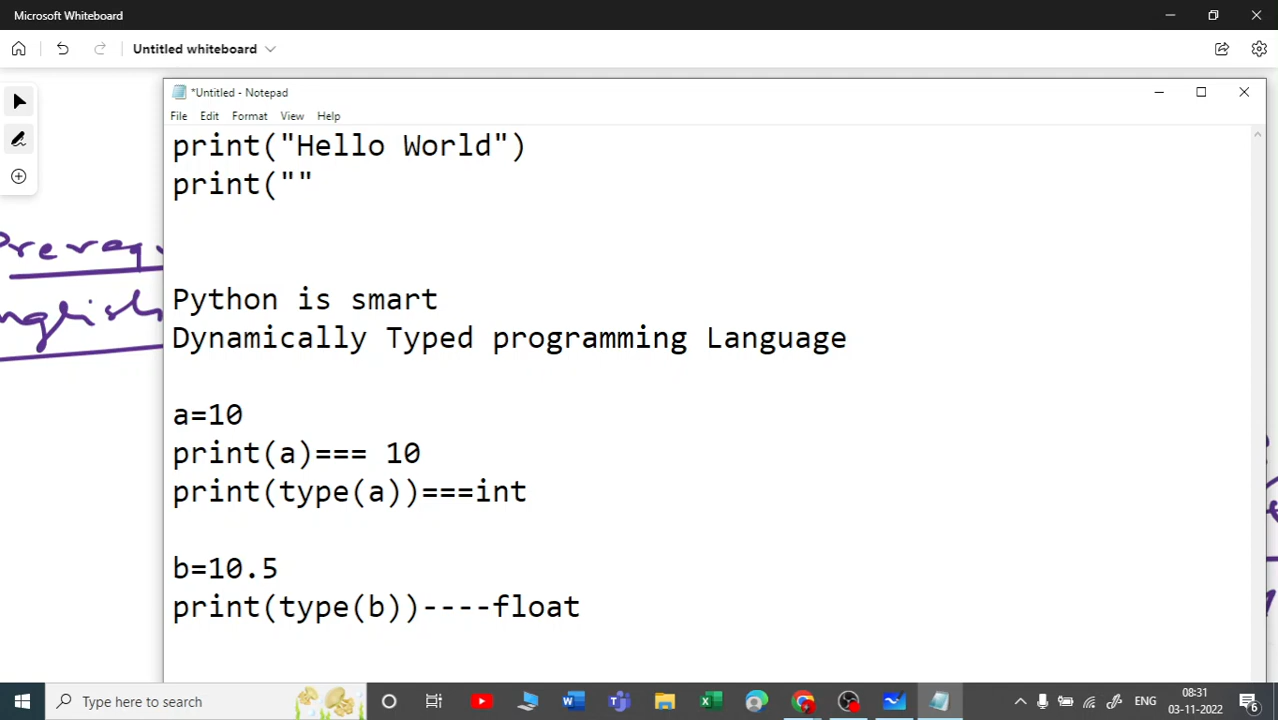 Microsoft Whiteboard
Untitled whiteboard
*Untitled - Notepad
File Edit Format View Help
print("Hello World")
print(""
Python is smart
Dynamically Typed programming Language
a=10
print(a)=== 10
print(type(a))===int
b=10.5
print(type(b))----float
Type here to search
ENG
08:31
03-11-2022
6